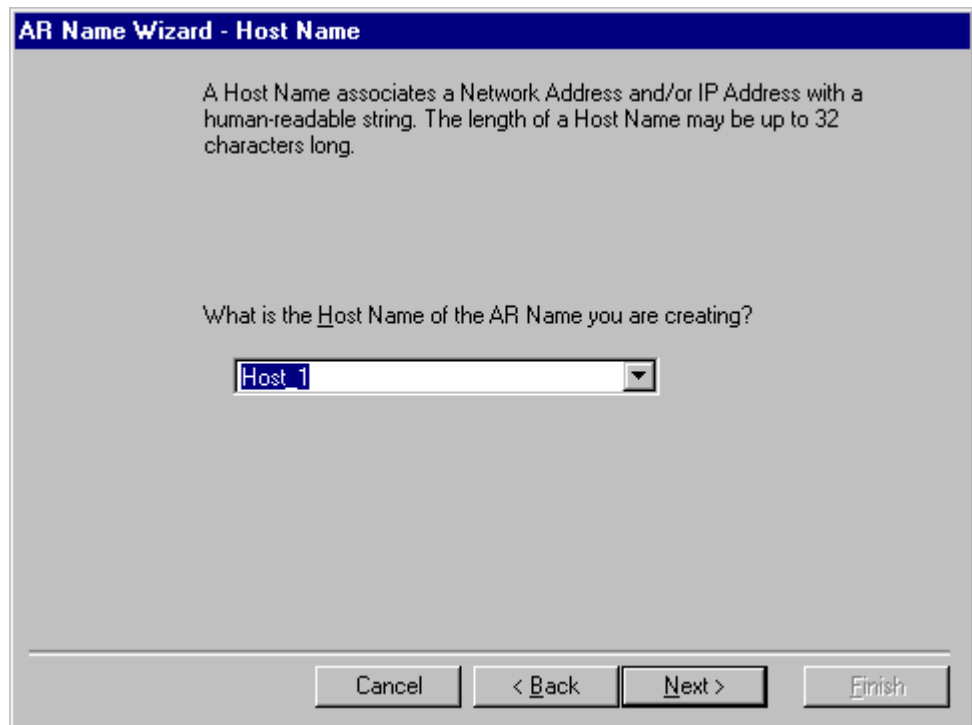 AR Name Wizard - Host Name
A Host Name associates a Network Address and/or IP Address with a
human-readable string. The length of a Host Name may be up to 32
characters long.
What is the Host Name of the AR Name you are creating?
Host_1
Cancel < Back Next > Finish